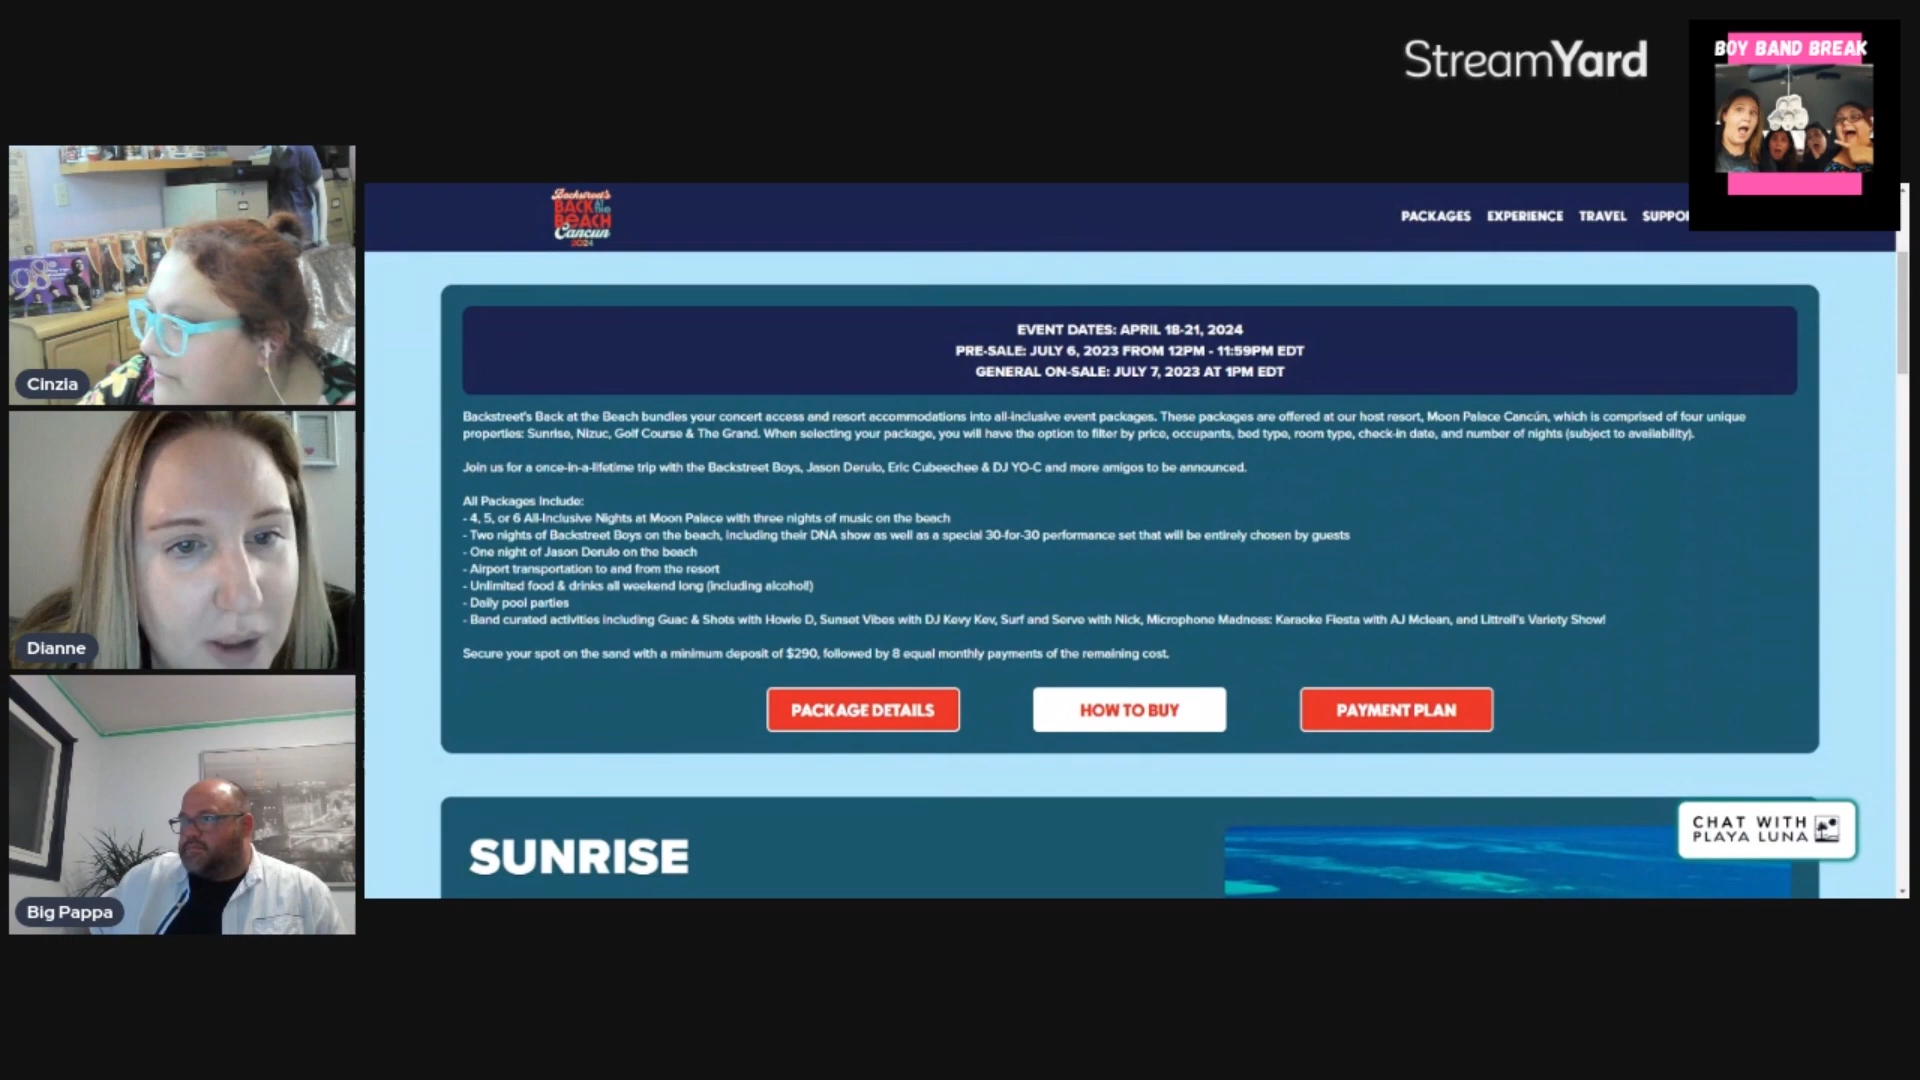 StreamYard
BOY BAND BREAK
Backstreet's
BACK AT the
BEACH
Cancun
2024
PACKAGES EXPERIENCE TRAVEL SUPPO
98°
EVENT DATES: APRIL 18-21, 2024
PRE-SALE: JULY 6, 2023 FROM 12PM - 11:59PM EDT
GENERAL ON-SALE: JULY 7, 2023 AT 1PM EDT
Backstreet's Back at the Beach bundles your concert access and resort accommodations into all-inclusive event packages. These packages are offered at our host resort, Moon Palace Cancún, which is comprised of four unique
properties: Sunrise, Nizuc, Golf Course & The Grand. When selecting your package, you will have the option to filter by price, occupants, bed type, room type, check-in date, and number of nights (subject to availability).
Join us for a once-in-a-lifetime trip with the Backstreet Boys, Jason Derulo, Eric Cubeechee & DJ YO-C and more amigos to be announced.
All Packages Include:
- 4, 5, or 6 All-Inclusive Nights at Moon Palace with three nights of music on the beach
- Two nights of Backstreet Boys on the beach, including their DNA show as well as a special 30-for-30 performance set that will be entirely chosen by guests
- One night of Jason Derulo on the beach
- Airport transportation to and from the resort
- Unlimited food & drinks all weekend long (including alcohol!)
- Daily pool parties
- Band curated activities including Guac & Shots with Howie D, Sunset Vibes with DJ Kevy Kev, Surf and Serve with Nick, Microphone Madness: Karaoke Fiesta with AJ Mclean, and Littrell's Variety Show!
Secure your spot on the sand with a minimum deposit of $290, followed by 8 equal monthly payments of the remaining cost.
PACKAGE DETAILS
HOW TO BUY
PAYMENT PLAN
SUNRISE
CHAT WITH
PLAYA LUNA
Cinzia
Dianne
Big Pappa